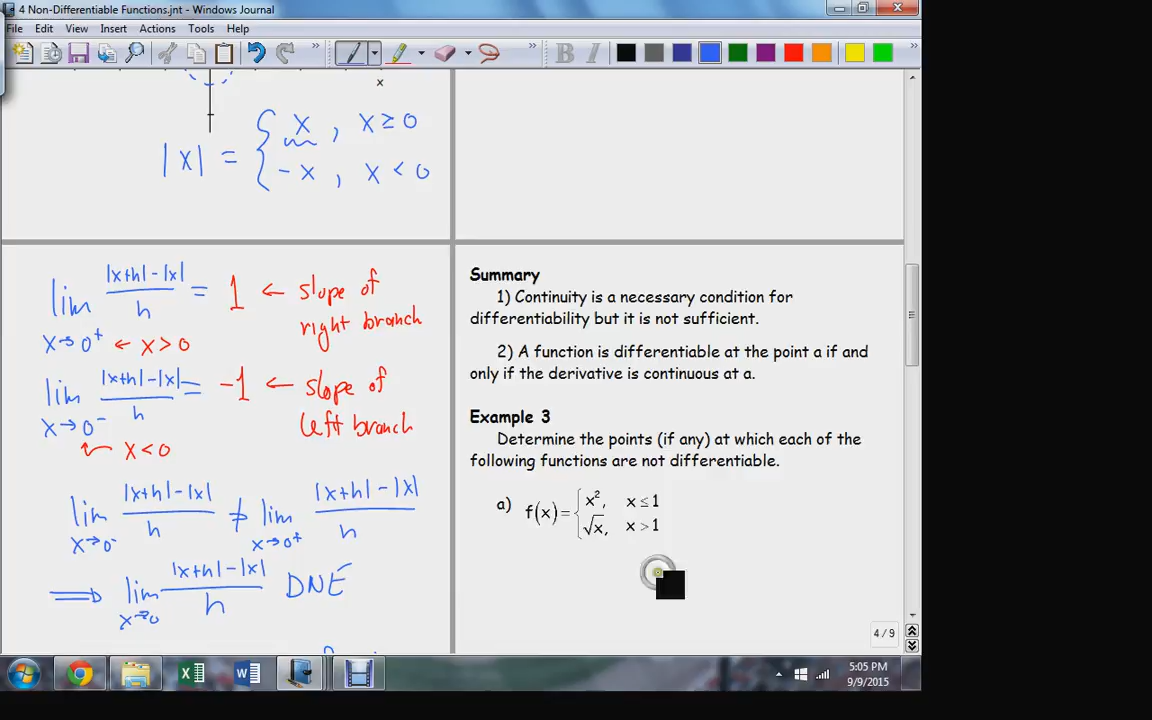 4 Non-Differentiable Functions.jnt - Windows Journal
File Edit View Insert Actions Tools Help
B I
x
|x| = { x , x ≥ 0
-x , x < 0
lim |x+h|-|x| / h = 1 ← slope of
right branch
x→0⁺ ← x>0
lim |x+h|-|x| / h = -1 ← slope of
left branch
x→0⁻
x<0
lim x→0⁻ |x+h|-|x| / h ≠ lim x→0⁺ |x+h|-|x| / h
⟹ lim x→0 |x+h|-|x| / h DNE
Summary
1) Continuity is a necessary condition for
differentiability but it is not sufficient.
2) A function is differentiable at the point a if and
only if the derivative is continuous at a.
Example 3
Determine the points (if any) at which each of the
following functions are not differentiable.
a) f(x) = { x², x ≤ 1
√x, x > 1
4 / 9
5:05 PM
9/9/2015